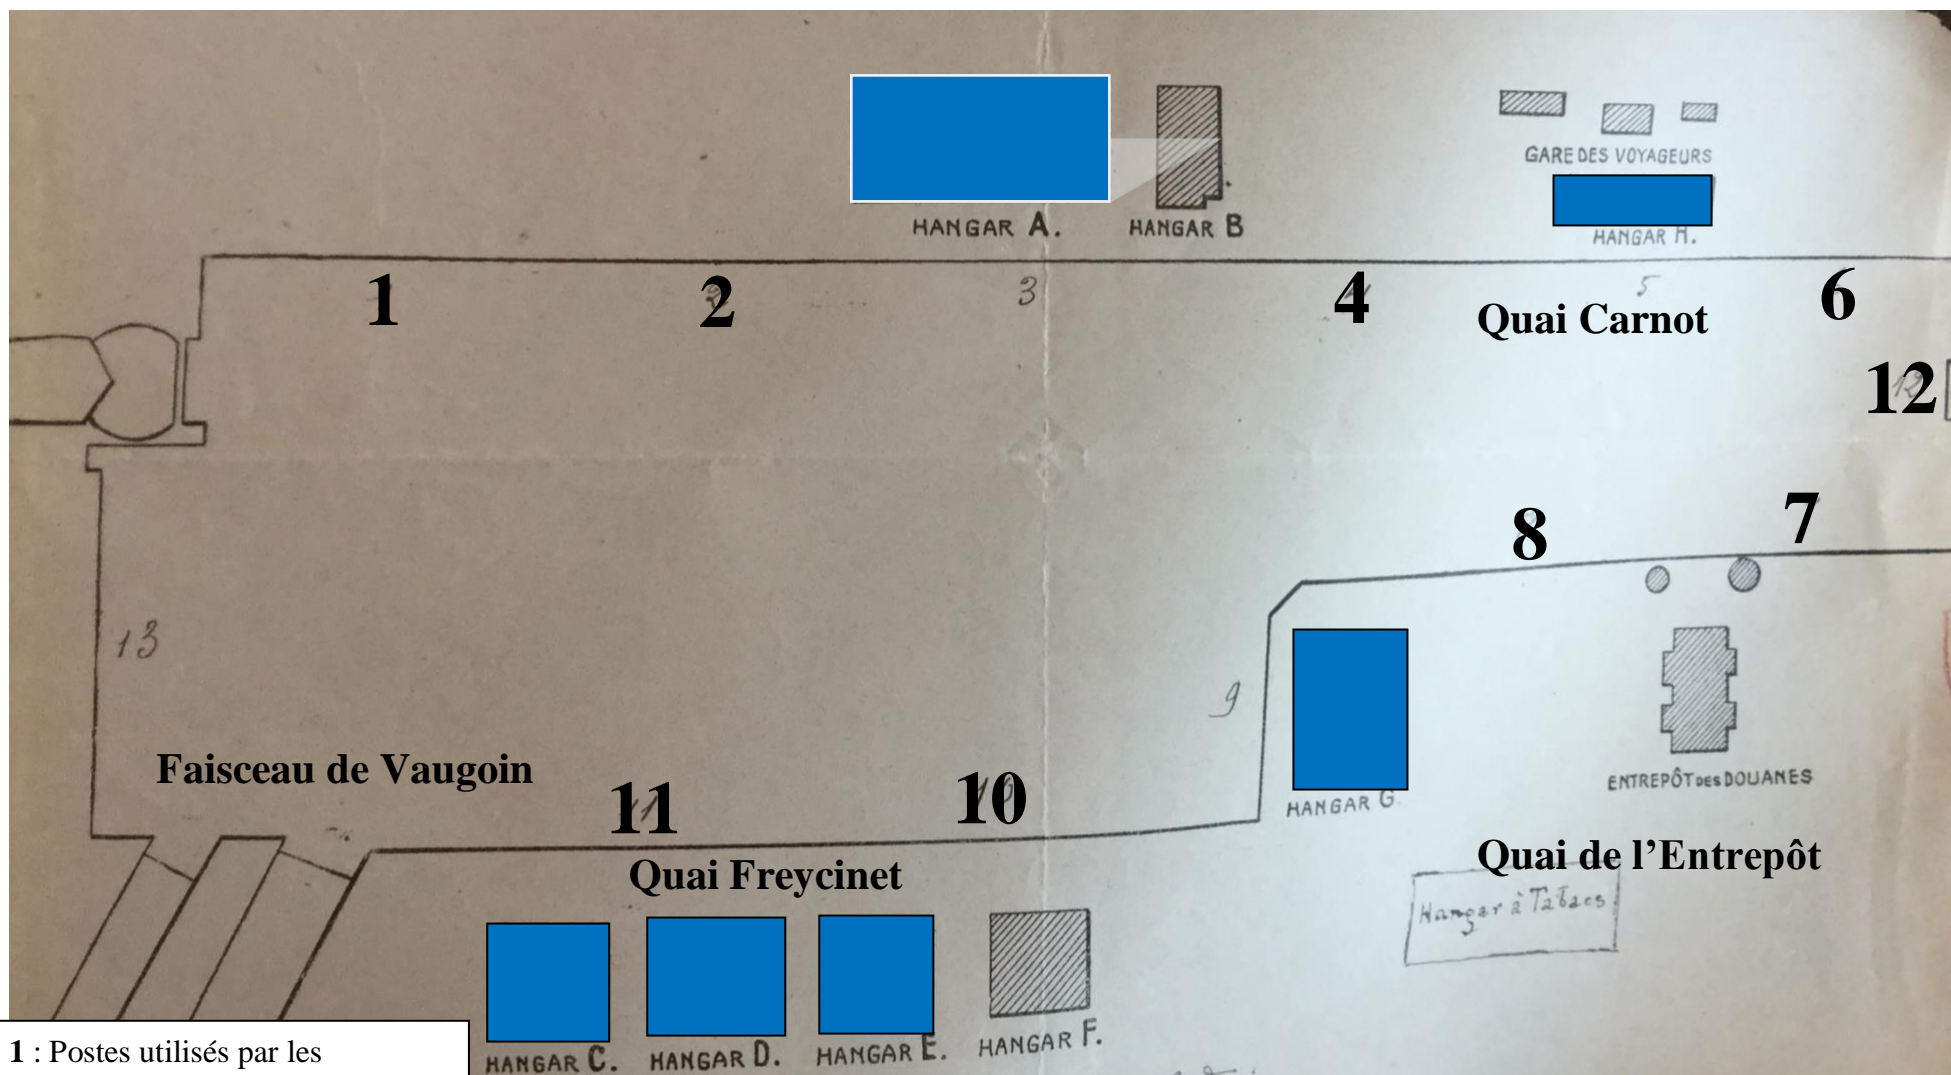 GARE DES VOYAGEURS
HANGAR A.
HANGAR B
HANGAR H.
1
2
3
4
5
6
Quai Carnot
12
7
8
13
9
Faisceau de Vaugoin
11
10
ENTREPÔT DES DOUANES
HANGAR G.
Quai Freycinet
Quai de l’Entrepôt
Hangar à Tabacs
HANGAR C.
HANGAR D.
HANGAR E.
HANGAR F.
1 : Postes utilisés par les